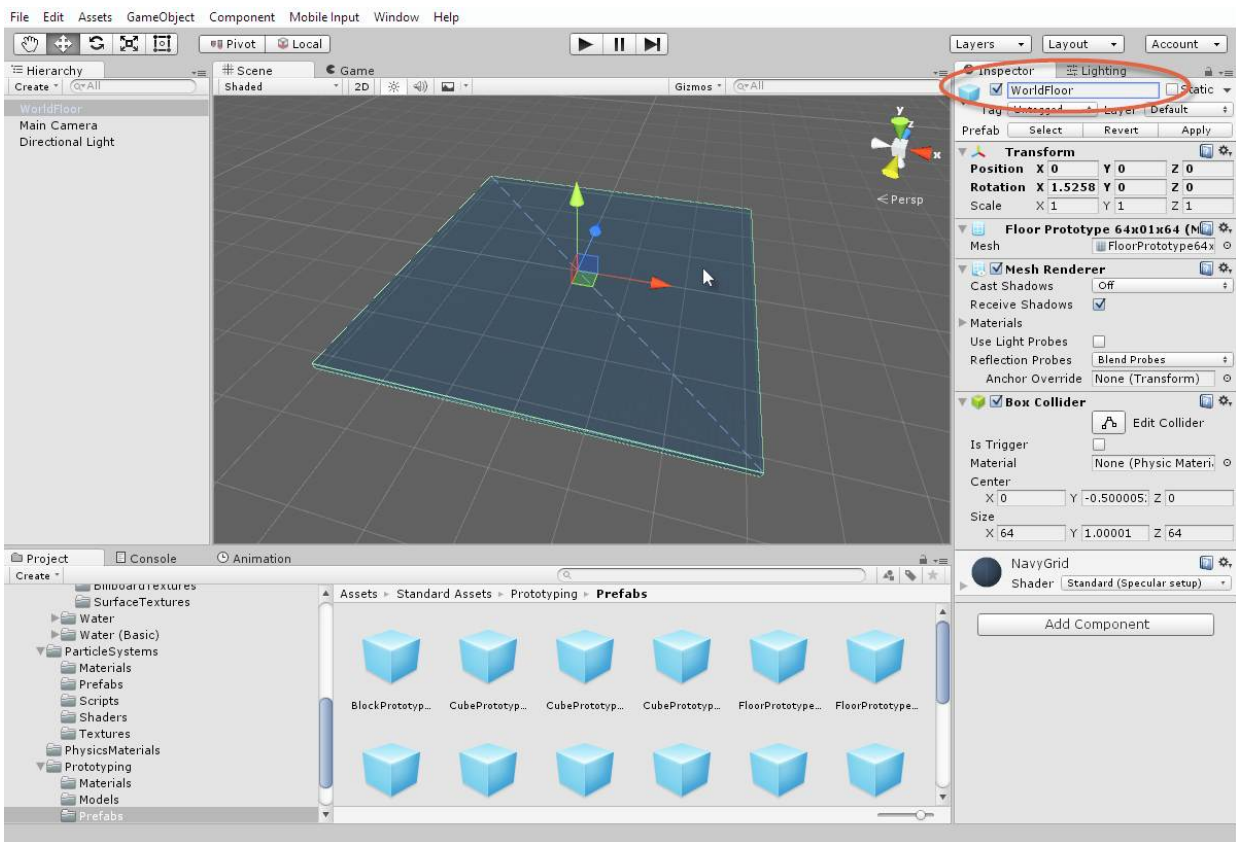 File Edit Assets GameObject Component Mobile Input Window Help
Pivot Local Layers Layout Account
Hierarchy
Create All
WorldFloor
Main Camera
Directional Light
Scene Game
Shaded 2D Gizmos All
y
z
x
Persp
Inspector Lighting
WorldFloor Static
Tag Untagged Layer Default
Prefab Select Revert Apply
Transform
Position X 0 Y 0 Z 0
Rotation X 1.5258 Y 0 Z 0
Scale X 1 Y 1 Z 1
Floor Prototype 64x01x64 (M
Mesh FloorPrototype64x
Mesh Renderer
Cast Shadows Off
Receive Shadows
Materials
Use Light Probes
Reflection Probes Blend Probes
Anchor Override None (Transform)
Box Collider
Edit Collider
Is Trigger
Material None (Physic Materi
Center
X 0 Y -0.500005 Z 0
Size
X 64 Y 1.00001 Z 64
NavyGrid
Shader Standard (Specular setup)
Add Component
Project Console Animation
Create
BillboardTextures
SurfaceTextures
Water
Water (Basic)
ParticleSystems
Materials
Prefabs
Scripts
Shaders
Textures
PhysicsMaterials
Prototyping
Materials
Models
Prefabs
Assets Standard Assets Prototyping Prefabs
BlockPrototyp... CubePrototyp... CubePrototyp... CubePrototyp... FloorPrototype... FloorPrototype...